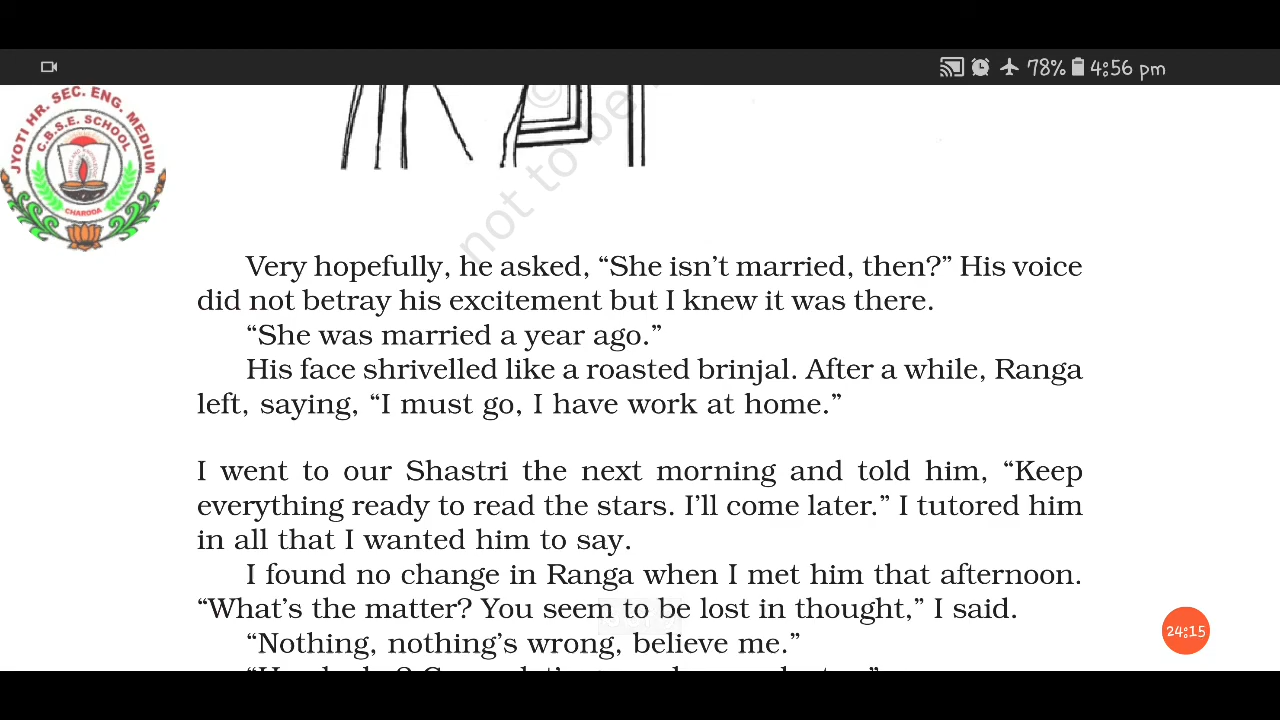 78% 4:56 pm
JYOTI HR. SEC. ENG. MEDIUM
C.B.S.E. SCHOOL
CHARODA
©
not to be
Very hopefully, he asked, “She isn’t married, then?” His voice
did not betray his excitement but I knew it was there.
“She was married a year ago.”
His face shrivelled like a roasted brinjal. After a while, Ranga
left, saying, “I must go, I have work at home.”
I went to our Shastri the next morning and told him, “Keep
everything ready to read the stars. I’ll come later.” I tutored him
in all that I wanted him to say.
I found no change in Ranga when I met him that afternoon.
“What’s the matter? You seem to be lost in thought,” I said.
“Nothing, nothing’s wrong, believe me.”
24:15